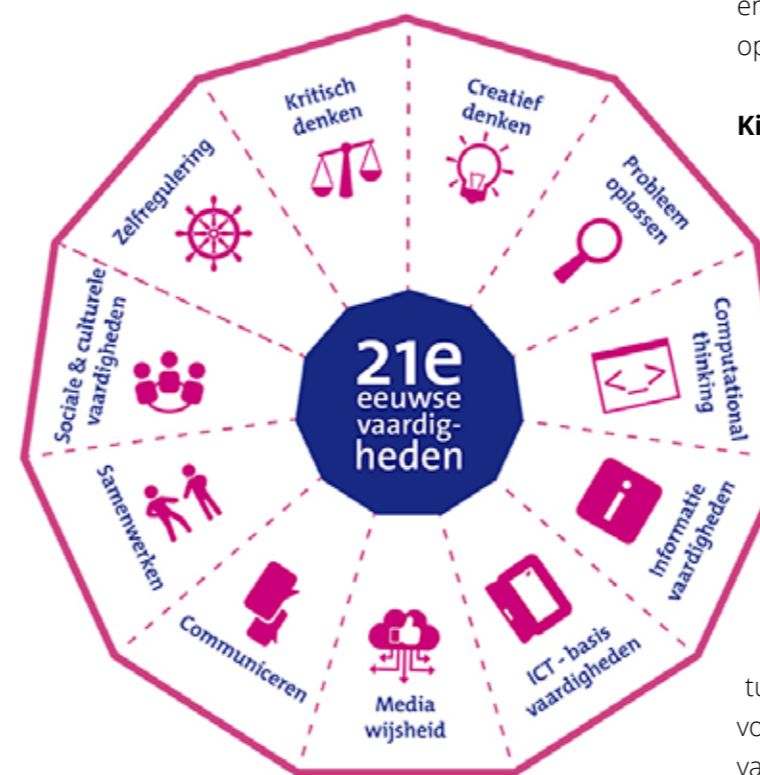 21e
eeuwse
vaardig-
heden
Kritisch
denken
Creatief
denken
Probleem
oplossen
Computational
thinking
Informatie
vaardigheden
ICT - basis
vaardigheden
Media
wijsheid
Communiceren
Samenwerken
Sociale & culturele
vaardigheden
Zelfregulering
op
Ki
tu
vo
va